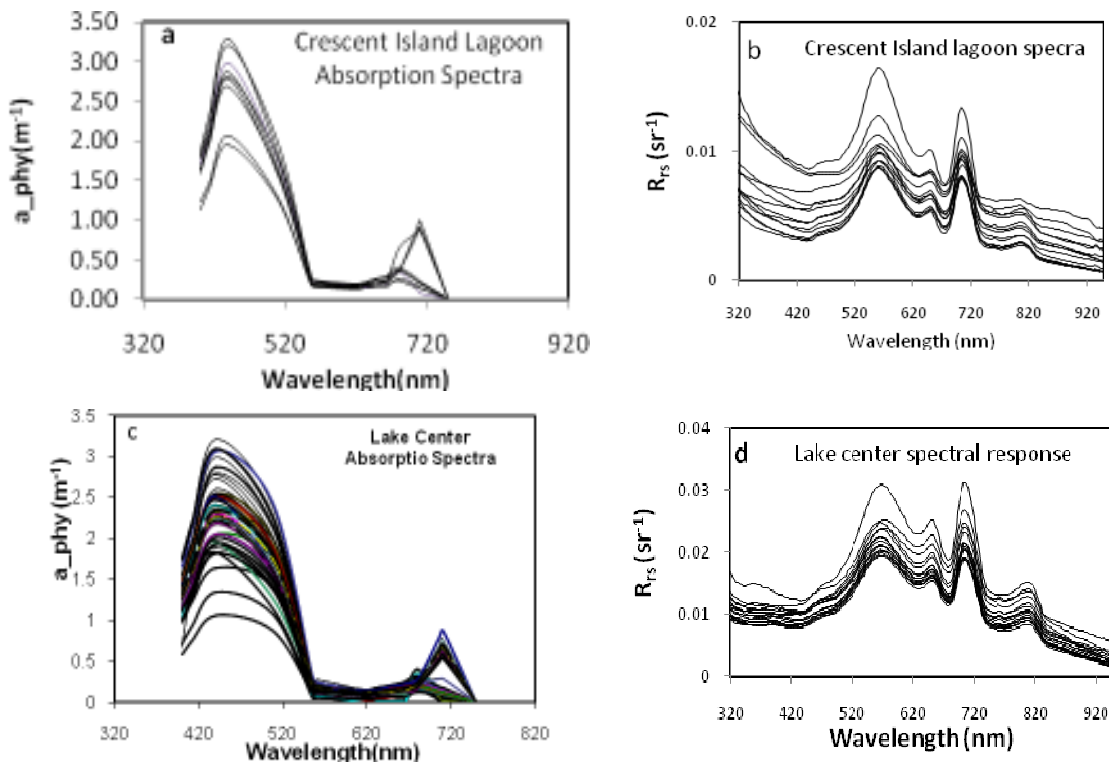 3.50
3.00
2.50
2.00
1.50
1.00
0.50
0.00
a_phy(m⁻¹)
a
Crescent Island Lagoon
Absorption Spectra
320 520 720 920
Wavelength(nm)
0.02
0.01
0
Rrs (sr⁻¹)
b
Crescent Island lagoon specra
320 420 520 620 720 820 920
Wavelength (nm)
3.5
3
2.5
2
1.5
1
0.5
0
a_phy (m⁻¹)
c
Lake Center
Absorptio Spectra
320 420 520 620 720 820
Wavelength(nm)
0.04
0.03
0.02
0.01
0
Rrs (sr⁻¹)
d
Lake center spectral response
320 420 520 620 720 820 920
Wavelength (nm)